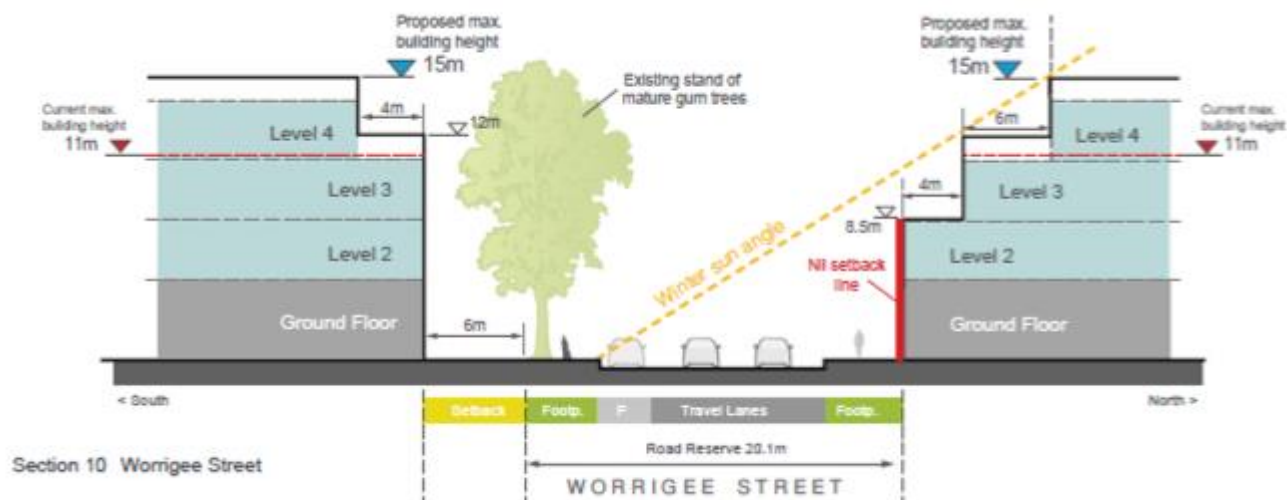 Proposed max.
building height
15m
Proposed max.
building height
15m
Existing stand of
mature gum trees
4m
12m
6m
Current max.
building height
11m
Current max.
building height
11m
Level 4
Level 4
Level 3
4m
Level 3
8.5m
Level 2
Level 2
Winter sun angle
Nil setback
line
Ground Floor
6m
Ground Floor
< South
North >
Setback
Footp.
P
Travel Lanes
Footp.
Road Reserve 20.1m
Section 10 Worrigee Street
WORRIGEE STREET